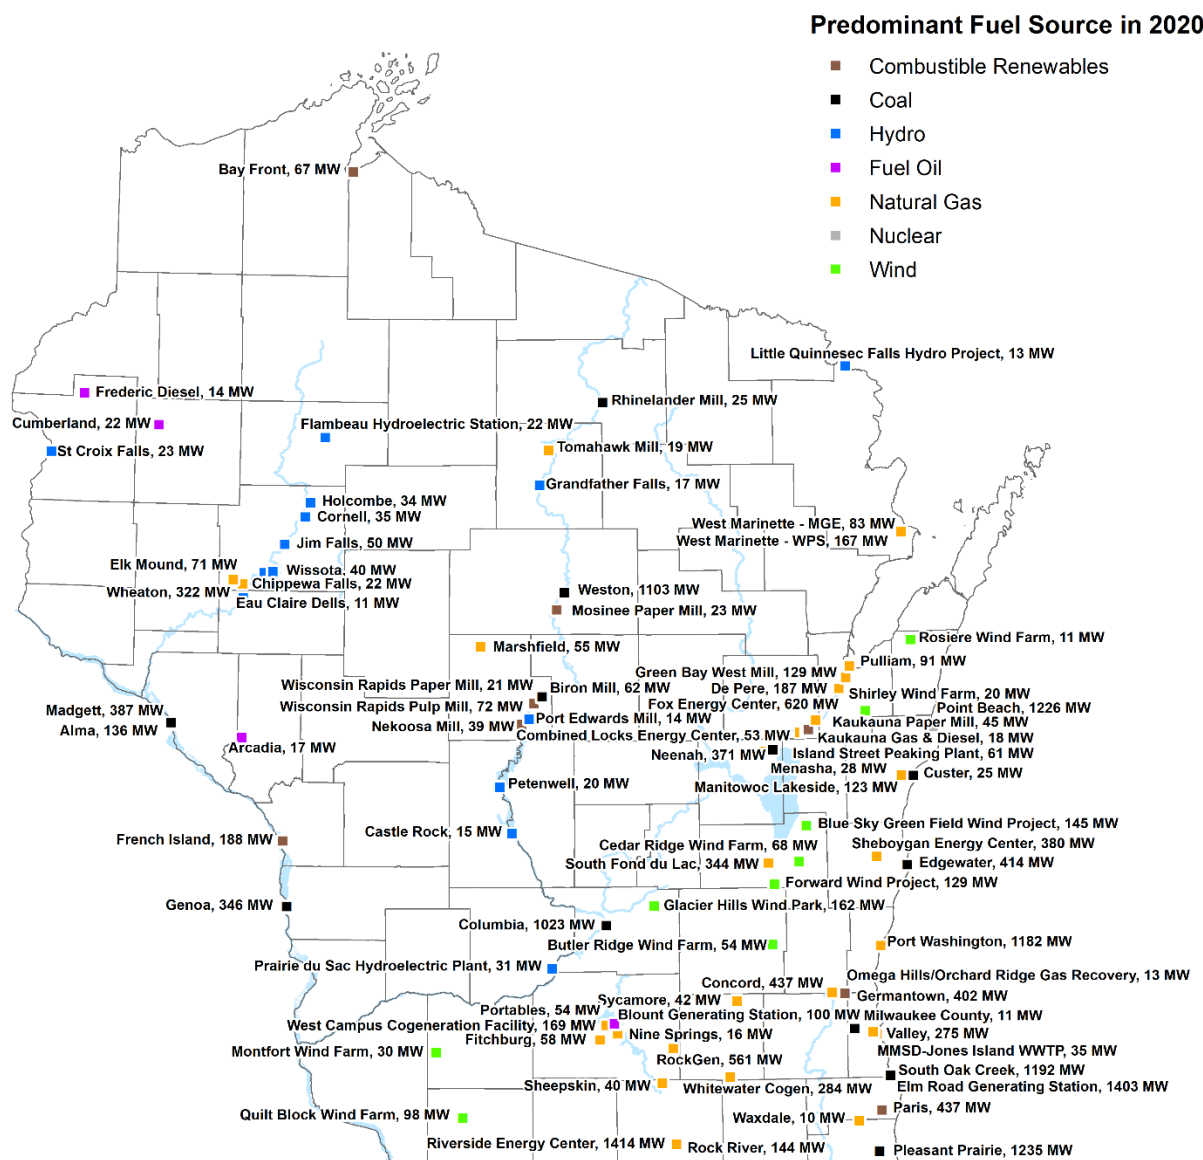 Predominant Fuel Source in 2020
Combustible Renewables
Coal
Hydro
Fuel Oil
Natural Gas
Nuclear
Wind
Bay Front, 67 MW
Little Quinnesec Falls Hydro Project, 13 MW
Frederic Diesel, 14 MW
Rhinelander Mill, 25 MW
Cumberland, 22 MW
Flambeau Hydroelectric Station, 22 MW
St Croix Falls, 23 MW
Tomahawk Mill, 19 MW
Grandfather Falls, 17 MW
Holcombe, 34 MW
Cornell, 35 MW
West Marinette - MGE, 83 MW
West Marinette - WPS, 167 MW
Jim Falls, 50 MW
Elk Mound, 71 MW
Wissota, 40 MW
Chippewa Falls, 22 MW
Wheaton, 322 MW
Eau Claire Dells, 11 MW
Weston, 1103 MW
Mosinee Paper Mill, 23 MW
Rosiere Wind Farm, 11 MW
Marshfield, 55 MW
Pulliam, 91 MW
Green Bay West Mill, 129 MW
Wisconsin Rapids Paper Mill, 21 MW
Biron Mill, 62 MW
De Pere, 187 MW
Shirley Wind Farm, 20 MW
Wisconsin Rapids Pulp Mill, 72 MW
Fox Energy Center, 620 MW
Point Beach, 1226 MW
Madgett, 387 MW
Port Edwards Mill, 14 MW
Kaukauna Paper Mill, 45 MW
Nekoosa Mill, 39 MW
Alma, 136 MW
Combined Locks Energy Center, 53 MW
Kaukauna Gas & Diesel, 18 MW
Arcadia, 17 MW
Neenah, 371 MW
Island Street Peaking Plant, 61 MW
Menasha, 28 MW
Custer, 25 MW
Petenwell, 20 MW
Manitowoc Lakeside, 123 MW
Blue Sky Green Field Wind Project, 145 MW
Castle Rock, 15 MW
French Island, 188 MW
Cedar Ridge Wind Farm, 68 MW
Sheboygan Energy Center, 380 MW
South Fond du Lac, 344 MW
Edgewater, 414 MW
Forward Wind Project, 129 MW
Genoa, 346 MW
Glacier Hills Wind Park, 162 MW
Columbia, 1023 MW
Butler Ridge Wind Farm, 54 MW
Port Washington, 1182 MW
Prairie du Sac Hydroelectric Plant, 31 MW
Omega Hills/Orchard Ridge Gas Recovery, 13 MW
Concord, 437 MW
Germantown, 402 MW
Sycamore, 42 MW
Portables, 54 MW
Blount Generating Station, 100 MW
Milwaukee County, 11 MW
West Campus Cogeneration Facility, 169 MW
Nine Springs, 16 MW
Valley, 275 MW
Fitchburg, 58 MW
Montfort Wind Farm, 30 MW
MMSD-Jones Island WWTP, 35 MW
RockGen, 561 MW
South Oak Creek, 1192 MW
Sheepskin, 40 MW
Whitewater Cogen, 284 MW
Elm Road Generating Station, 1403 MW
Paris, 437 MW
Quilt Block Wind Farm, 98 MW
Waxdale, 10 MW
Riverside Energy Center, 1414 MW
Rock River, 144 MW
Pleasant Prairie, 1235 MW